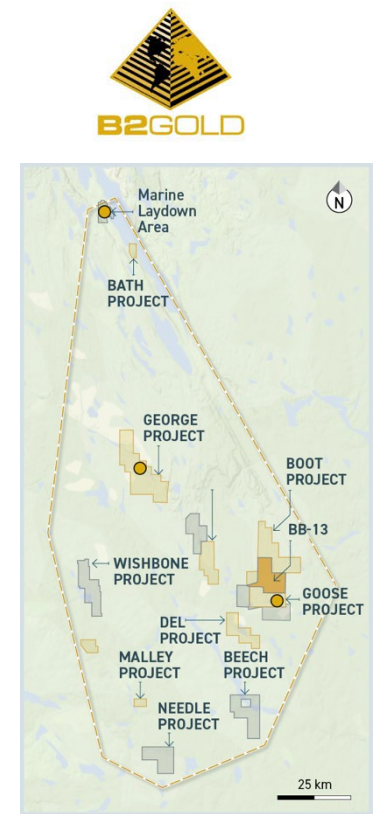 B2GOLD
Marine
Laydown
Area
N
BATH
PROJECT
GEORGE
PROJECT
BOOT
PROJECT
BB-13
WISHBONE
PROJECT
GOOSE
PROJECT
DEL
PROJECT
MALLEY
PROJECT
BEECH
PROJECT
NEEDLE
PROJECT
25 km